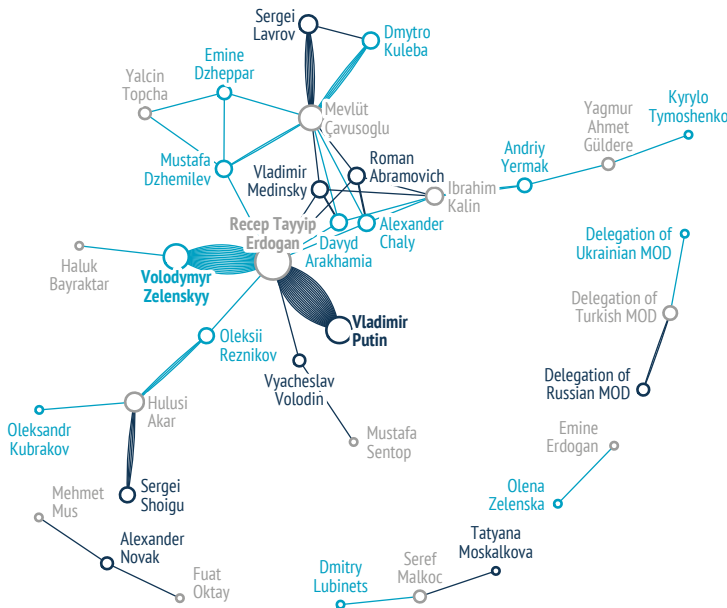 Sergei
Lavrov
Dmytro
Kuleba
Emine
Dzheppar
Yalcin
Topcha
Mevlüt
Çavusoglu
Kyrylo
Tymoshenko
Yagmur
Ahmet
Güldere
Andriy
Yermak
Mustafa
Dzhemilev
Vladimir
Medinsky
Roman
Abramovich
Ibrahim
Kalin
Recep Tayyip
Erdogan
Davyd
Arakhamia
Alexander
Chaly
Haluk
Bayraktar
Volodymyr
Zelenskyy
Delegation of
Ukrainian MOD
Delegation of
Turkish MOD
Vladimir
Putin
Oleksii
Reznikov
Vyacheslav
Volodin
Delegation of
Russian MOD
Hulusi
Akar
Oleksandr
Kubrakov
Mustafa
Sentop
Emine
Erdogan
Sergei
Shoigu
Olena
Zelenska
Mehmet
Mus
Alexander
Novak
Fuat
Oktay
Tatyana
Moskalkova
Seref
Malkoc
Dmitry
Lubinets